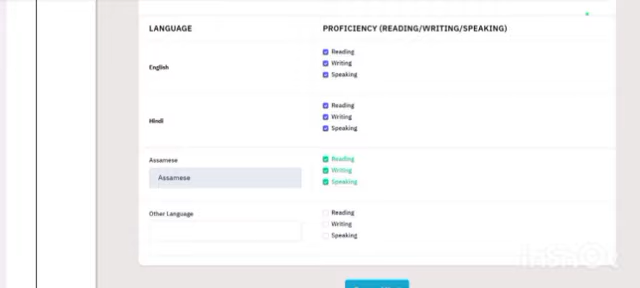 LANGUAGE PROFICIENCY (READING/WRITING/SPEAKING)
English
Reading
Writing
Speaking
Hindi
Reading
Writing
Speaking
Assamese
Assamese
Reading
Writing
Speaking
Other Language
Reading
Writing
Speaking